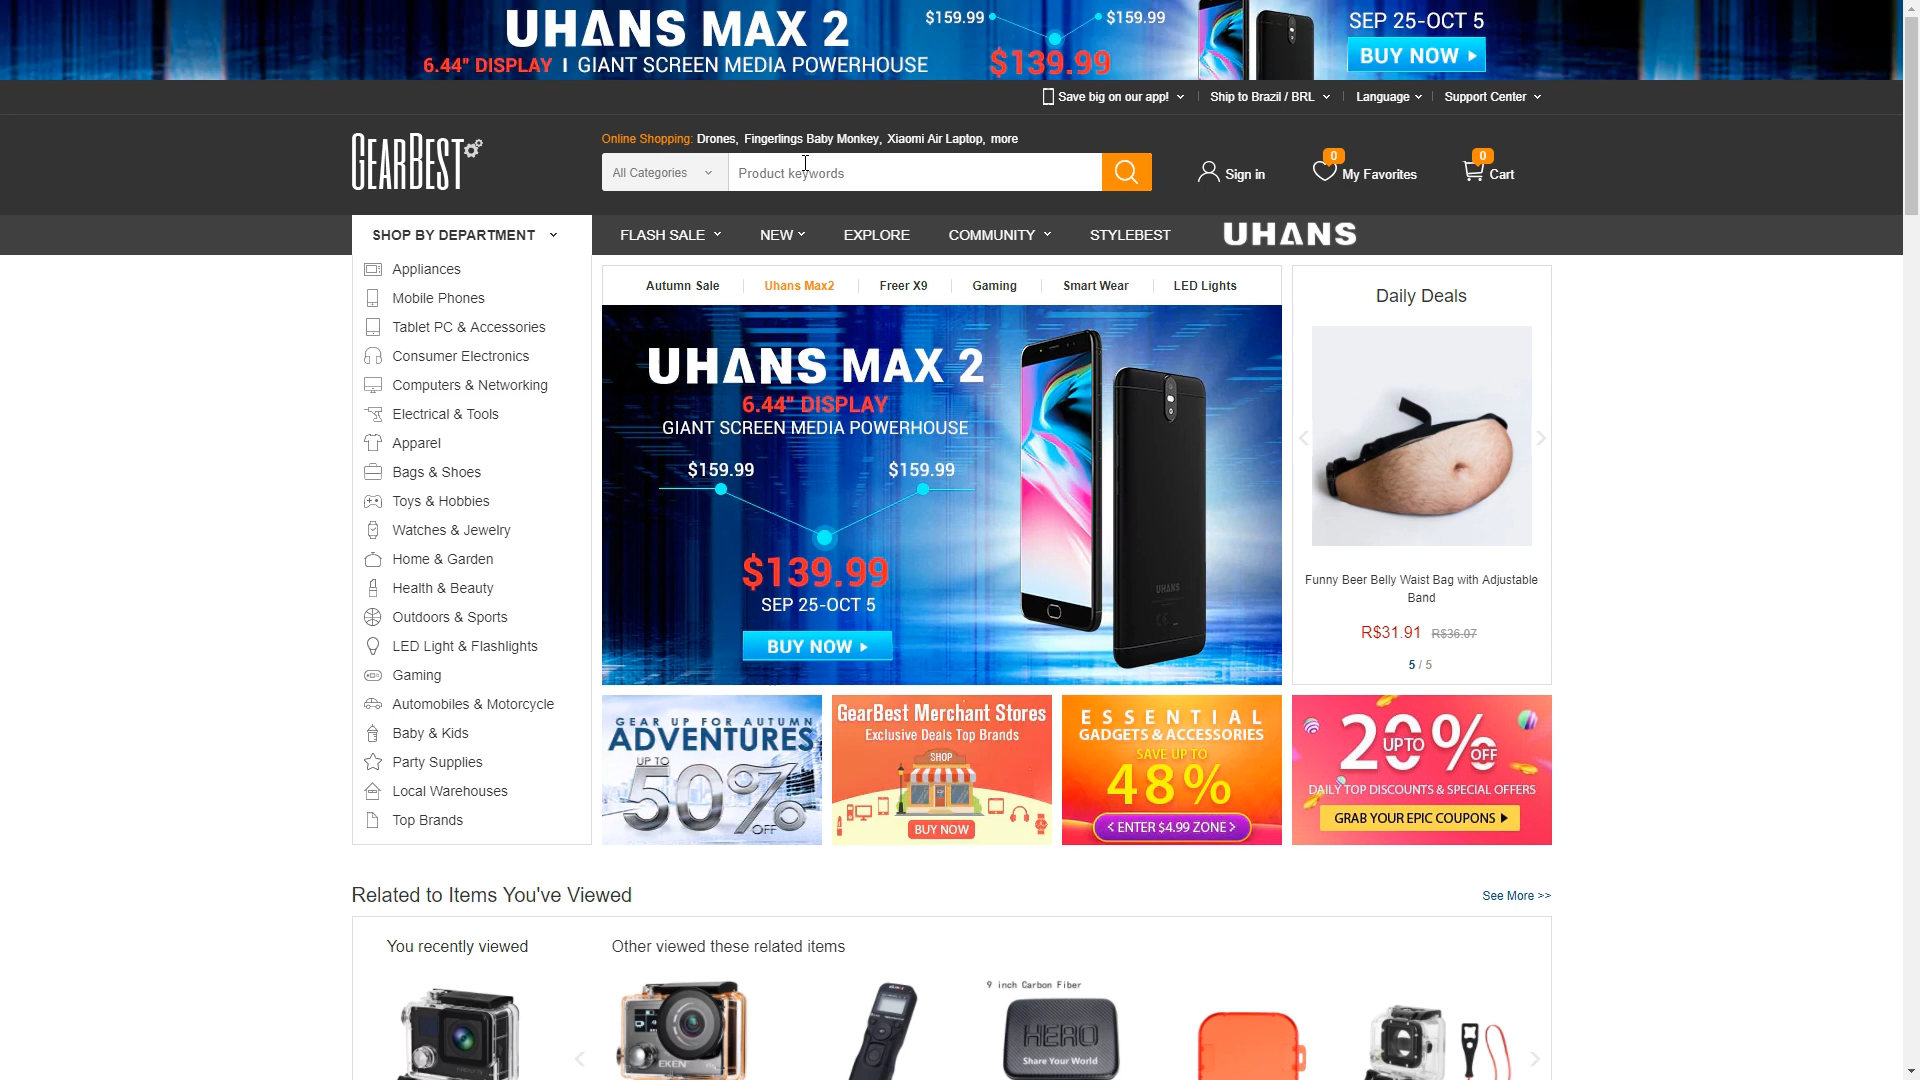 UHANS MAX 2
6.44" DISPLAY I GIANT SCREEN MEDIA POWERHOUSE
$159.99
$159.99
$139.99
SEP 25-OCT 5
BUY NOW
Save big on our app!
Ship to Brazil / BRL
Language
Support Center
GEARBEST
Online Shopping: Drones, Fingerlings Baby Monkey, Xiaomi Air Laptop, more
All Categories
Product keywords
Sign in
0
My Favorites
0
Cart
SHOP BY DEPARTMENT
FLASH SALE
NEW
EXPLORE
COMMUNITY
STYLEBEST
UHANS
Appliances
Mobile Phones
Tablet PC & Accessories
Consumer Electronics
Computers & Networking
Electrical & Tools
Apparel
Bags & Shoes
Toys & Hobbies
Watches & Jewelry
Home & Garden
Health & Beauty
Outdoors & Sports
LED Light & Flashlights
Gaming
Automobiles & Motorcycle
Baby & Kids
Party Supplies
Local Warehouses
Top Brands
Autumn Sale
Uhans Max2
Freer X9
Gaming
Smart Wear
LED Lights
UHANS MAX 2
6.44" DISPLAY
GIANT SCREEN MEDIA POWERHOUSE
$159.99
$159.99
$139.99
SEP 25-OCT 5
BUY NOW
UHANS
Daily Deals
Funny Beer Belly Waist Bag with Adjustable
Band
R$31.91 R$36.07
5 / 5
GEAR UP FOR AUTUMN
ADVENTURES
UP TO
50%
OFF
GearBest Merchant Stores
Exclusive Deals Top Brands
SHOP
BUY NOW
ESSENTIAL
GADGETS & ACCESSORIES
SAVE UP TO
48%
< ENTER $4.99 ZONE >
20%
UPTO
OFF
DAILY TOP DISCOUNTS & SPECIAL OFFERS
GRAB YOUR EPIC COUPONS
Related to Items You've Viewed
See More >>
You recently viewed
Other viewed these related items
EKEN
9 inch Carbon Fiber
HERO
Share Your World